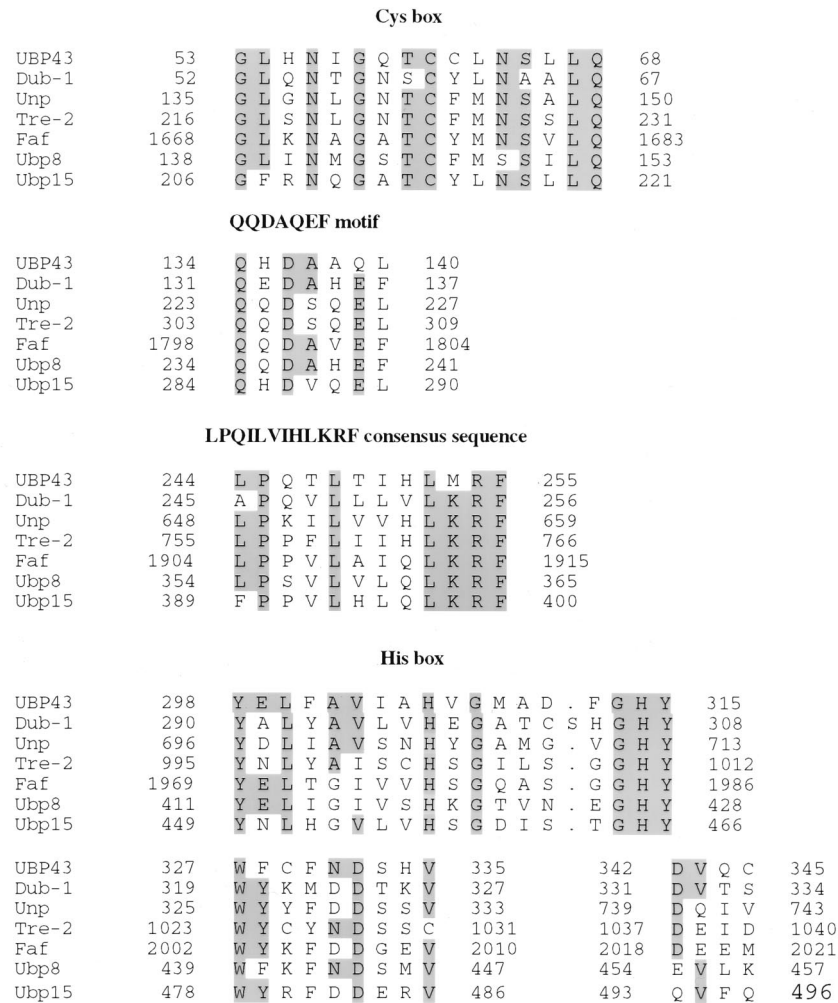 Cys box
UBP43 53 G L H N I G Q T C C L N S L L Q 68
Dub-1 52 G L Q N T G N S C Y L N A A L Q 67
Unp 135 G L G N L G N T C F M N S A L Q 150
Tre-2 216 G L S N L G N T C F M N S S L Q 231
Faf 1668 G L K N A G A T C Y M N S V L Q 1683
Ubp8 138 G L I N M G S T C F M S S I L Q 153
Ubp15 206 G F R N Q G A T C Y L N S L L Q 221
QQDAQEF motif
UBP43 134 Q H D A A Q L 140
Dub-1 131 Q E D A H E F 137
Unp 223 Q Q D S Q E L 227
Tre-2 303 Q Q D S Q E L 309
Faf 1798 Q Q D A V E F 1804
Ubp8 234 Q Q D A H E F 241
Ubp15 284 Q H D V Q E L 290
LPQILVIHLKRF consensus sequence
UBP43 244 L P Q T L T I H L M R F 255
Dub-1 245 A P Q V L L L V L K R F 256
Unp 648 L P K I L V V H L K R F 659
Tre-2 755 L P P F L I I H L K R F 766
Faf 1904 L P P V L A I Q L K R F 1915
Ubp8 354 L P S V L V L Q L K R F 365
Ubp15 389 F P P V L H L Q L K R F 400
His box
UBP43 298 Y E L F A V I A H V G M A D . F G H Y 315
Dub-1 290 Y A L Y A V L V H E G A T C S H G H Y 308
Unp 696 Y D L I A V S N H Y G A M G . V G H Y 713
Tre-2 995 Y N L Y A I S C H S G I L S . G G H Y 1012
Faf 1969 Y E L T G I V V H S G Q A S . G G H Y 1986
Ubp8 411 Y E L I G I V S H K G T V N . E G H Y 428
Ubp15 449 Y N L H G V L V H S G D I S . T G H Y 466
UBP43 327 W F C F N D S H V 335 342 D V Q C 345
Dub-1 319 W Y K M D D T K V 327 331 D V T S 334
Unp 325 W Y Y F D D S S V 333 739 D Q I V 743
Tre-2 1023 W Y C Y N D S S C 1031 1037 D E I D 1040
Faf 2002 W Y K F D D G E V 2010 2018 D E E M 2021
Ubp8 439 W F K F N D S M V 447 454 E V L K 457
Ubp15 478 W Y R F D D E R V 486 493 Q V F Q 496